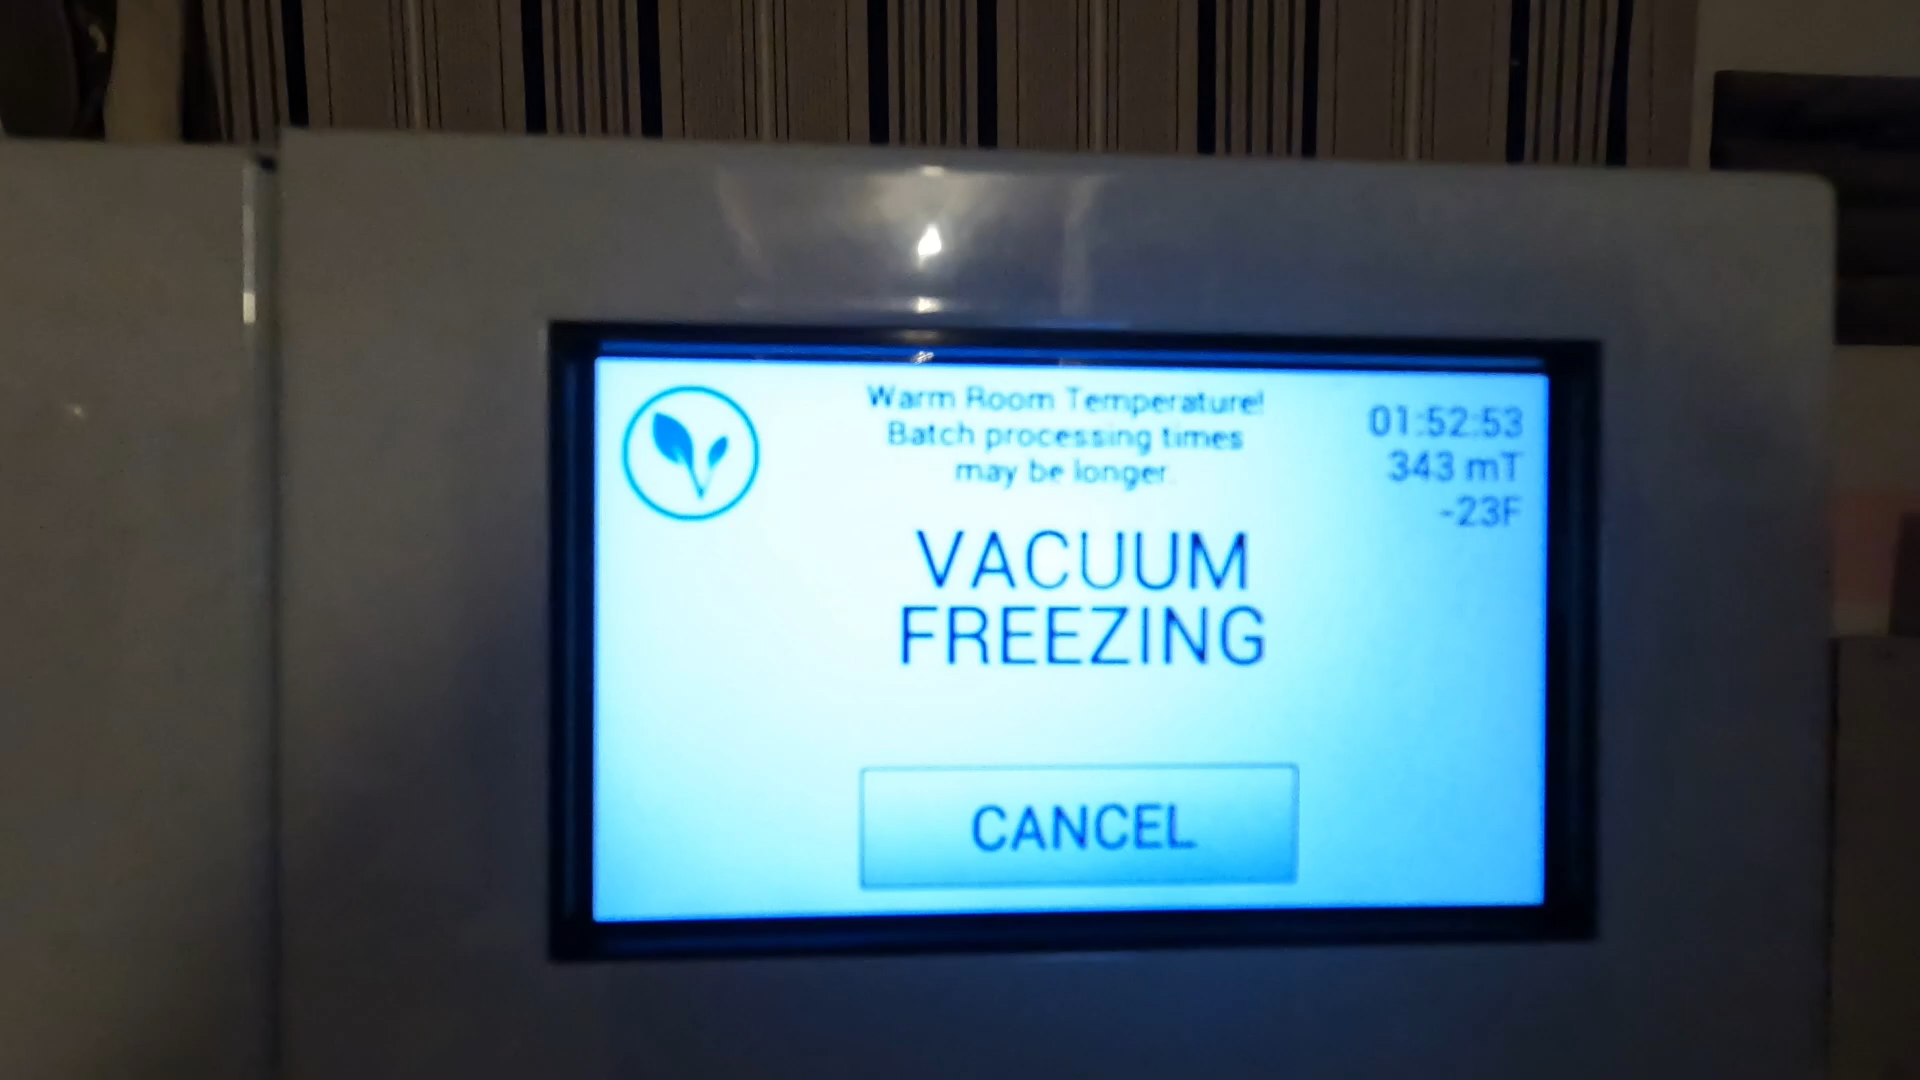 Warm Room Temperature!
Batch processing times
may be longer.
01:52:53
343 mT
-23F
VACUUM
FREEZING
CANCEL